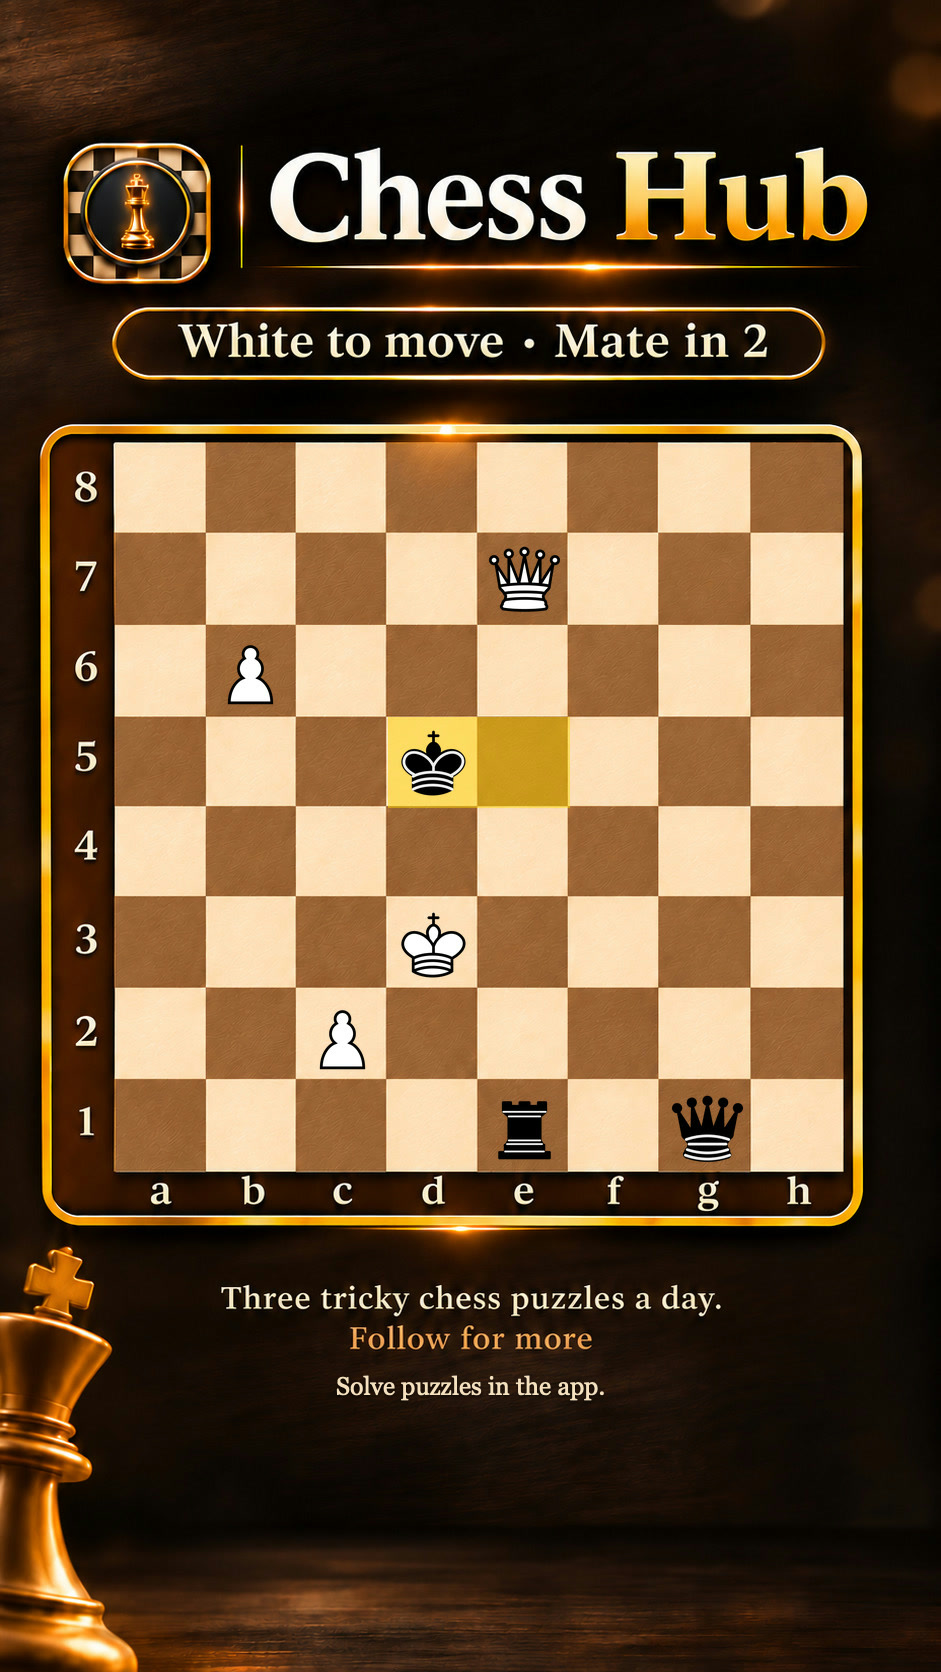 Chess Hub
White to move · Mate in 2
8
7
6
5
4
3
2
1
a b c d e f g h
Three tricky chess puzzles a day.
Follow for more
Solve puzzles in the app.